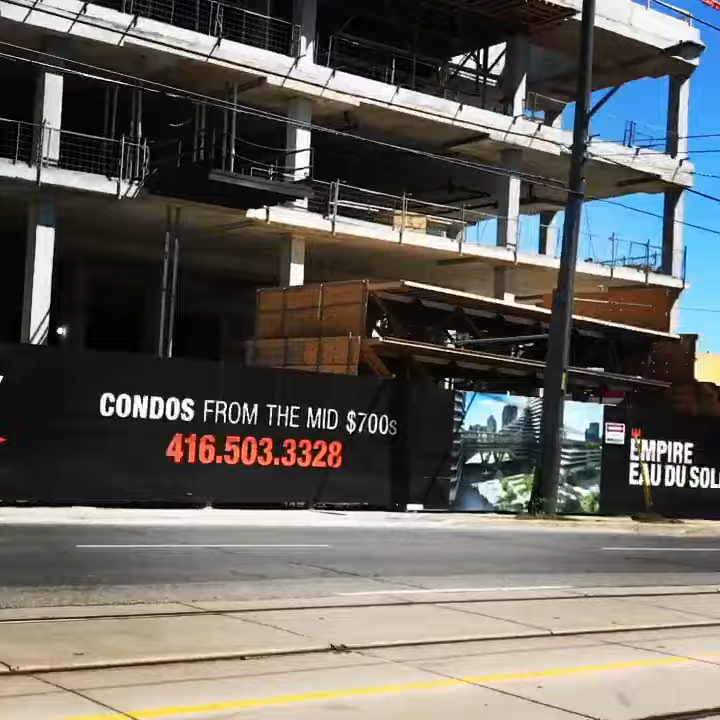 CONDOS FROM THE MID $700s
416.503.3328
EMPIRE
EAU DU SOL